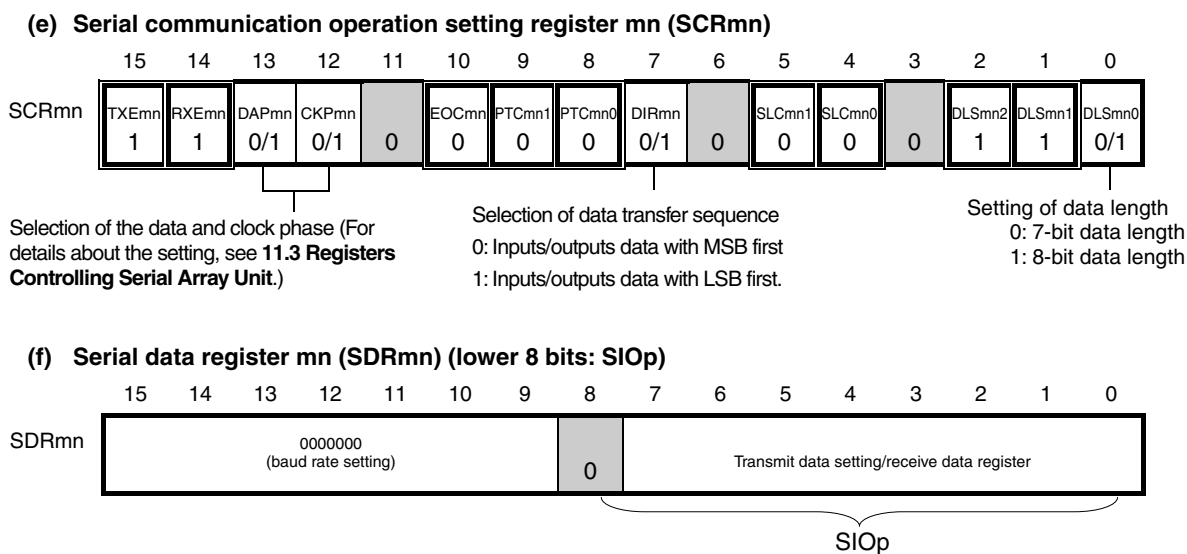 (e) Serial communication operation setting register mn (SCRmn)
15 14 13 12 11 10 9 8 7 6 5 4 3 2 1 0
SCRmn TXEmn RXEmn DAPmn CKPmn EOCmn PTCmn1 PTCmn0 DIRmn SLCmn1 SLCmn0 DLSmn2 DLSmn1 DLSmn0
1 1 0/1 0/1 0 0 0 0 0/1 0 0 0 0 1 1 0/1
Selection of the data and clock phase (For
details about the setting, see 11.3 Registers
Controlling Serial Array Unit.)
Selection of data transfer sequence
0: Inputs/outputs data with MSB first
1: Inputs/outputs data with LSB first.
Setting of data length
0: 7-bit data length
1: 8-bit data length
(f) Serial data register mn (SDRmn) (lower 8 bits: SIOp)
15 14 13 12 11 10 9 8 7 6 5 4 3 2 1 0
SDRmn
0000000
(baud rate setting)
0
Transmit data setting/receive data register
SIOp